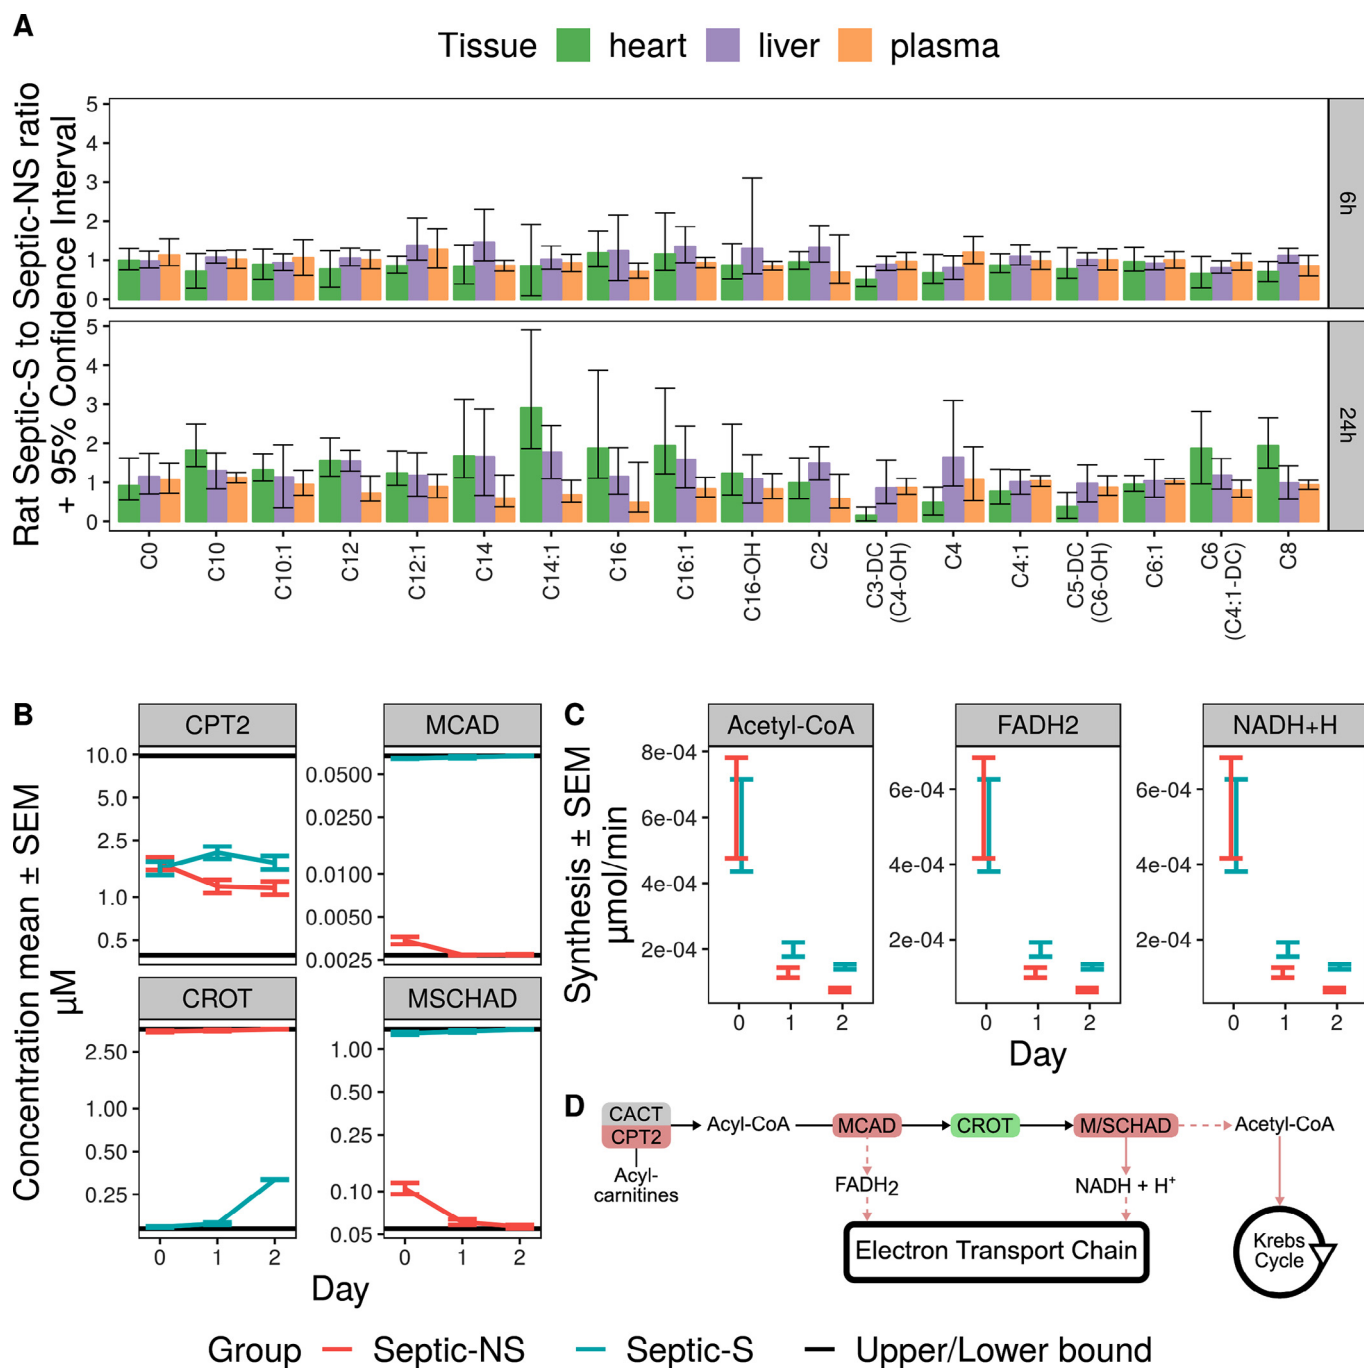 A
Tissue heart liver plasma
Rat Septic-S to Septic-NS ratio
+ 95% Confidence Interval
5
4
3
2
1
0
6h
5
4
3
2
1
0
24h
C0
C10
C10:1
C12
C12:1
C14
C14:1
C16
C16:1
C16-OH
C2
C3-DC
(C4-OH)
C4
C4:1
C5-DC
(C6-OH)
C6:1
C6
(C4:1-DC)
C8
B
Concentration mean ± SEM
µM
CPT2
10.0
5.0
2.5
1.0
0.5
MCAD
0.0500
0.0250
0.0100
0.0050
0.0025
CROT
2.50
1.00
0.50
0.25
0 1 2
MSCHAD
1.00
0.50
0.25
0.10
0.05
0 1 2
Day
C
Synthesis ± SEM
µmol/min
Acetyl-CoA
8e-04
6e-04
4e-04
2e-04
0 1 2
FADH2
6e-04
4e-04
2e-04
0 1 2
NADH+H
6e-04
4e-04
2e-04
0 1 2
Day
D
CACT
CPT2
Acyl-
carnitines
Acyl-CoA
MCAD
CROT
M/SCHAD
Acetyl-CoA
FADH2
NADH + H+
Electron Transport Chain
Krebs
Cycle
Group Septic-NS Septic-S Upper/Lower bound